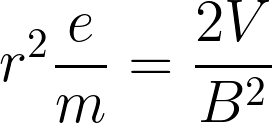 r² e/m = 2V/B²